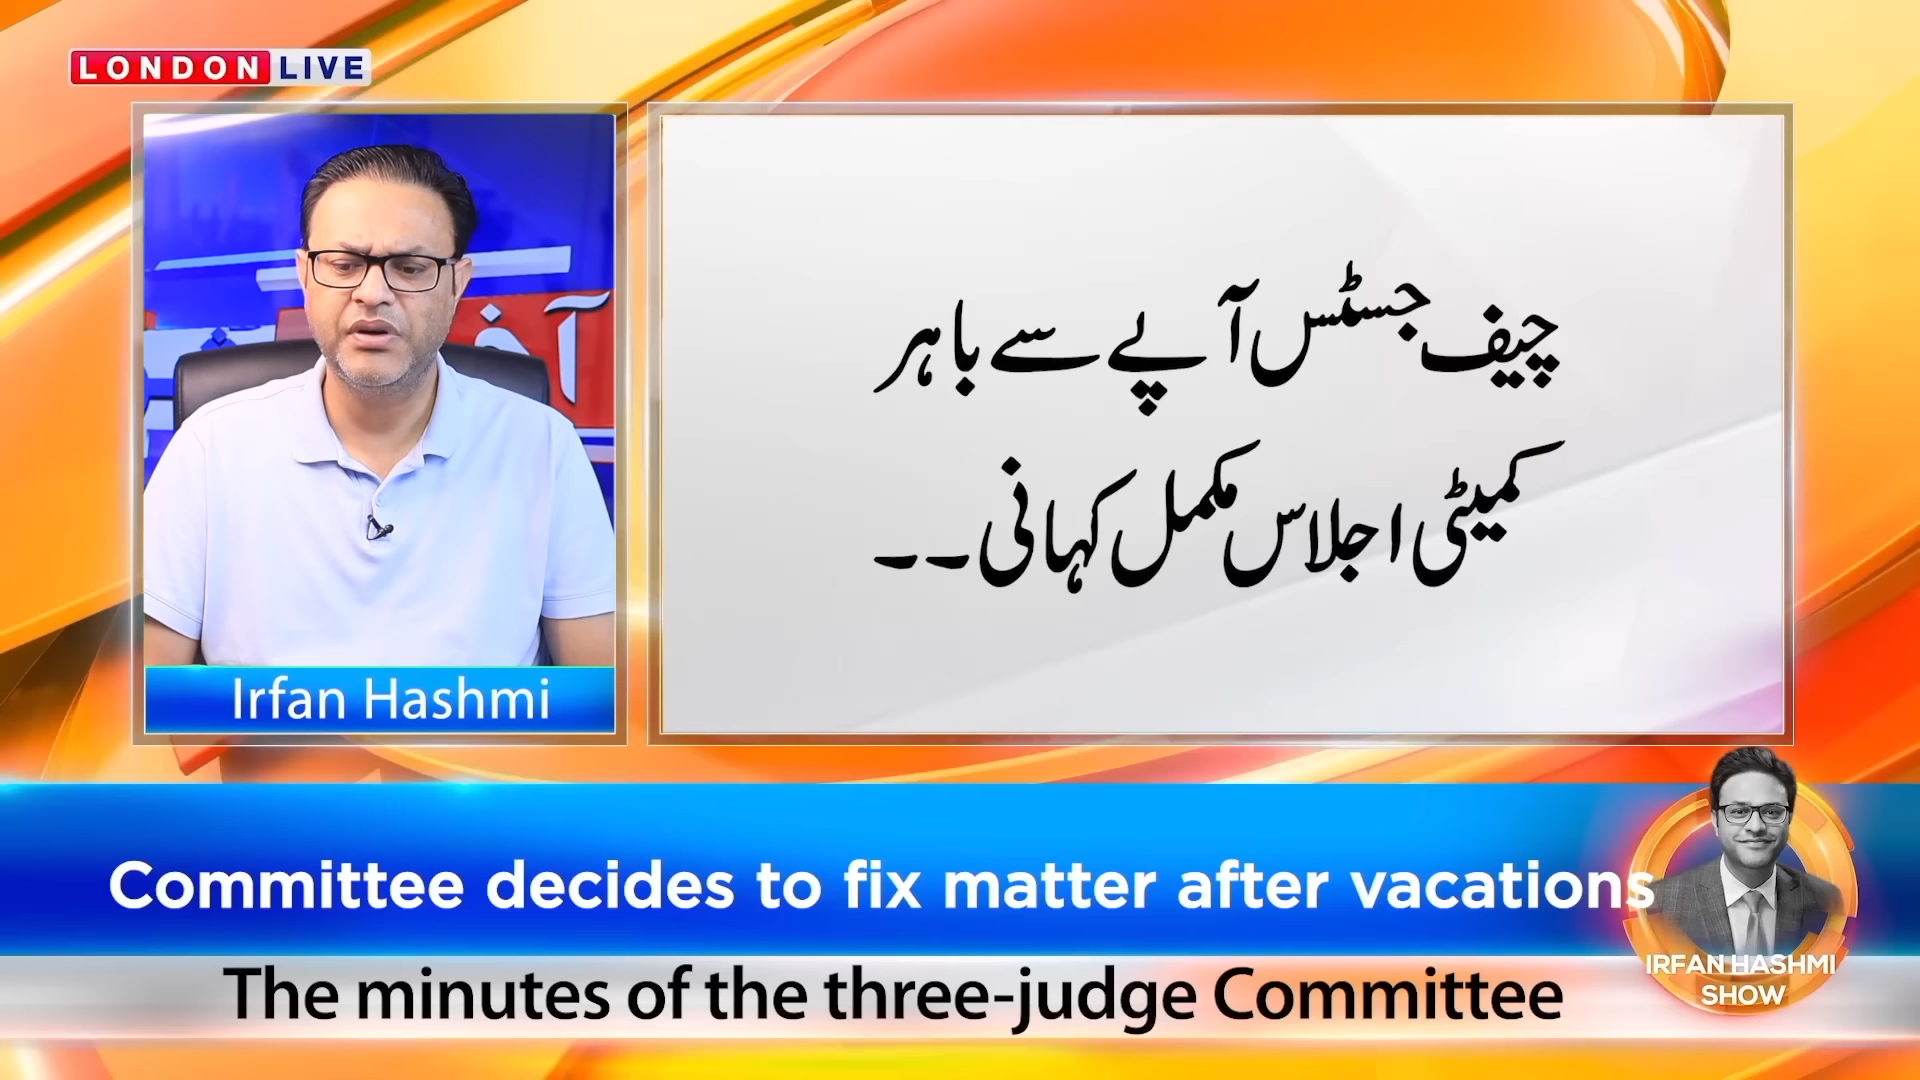 LONDON LIVE
چیف جسٹس آپے سے باہر
کمیٹی اجلاس مکمل کہانی۔۔
Irfan Hashmi
Committee decides to fix matter after vacations
The minutes of the three-judge Committee
IRFAN HASHMI
SHOW